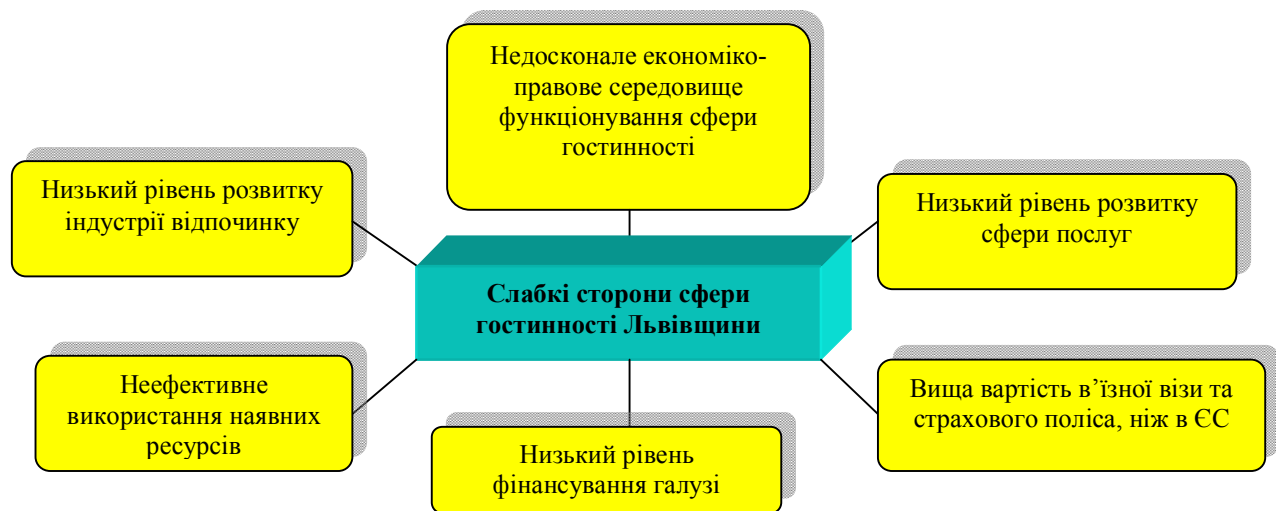 Недосконале економіко-
правове середовище
функціонування сфери
гостинності
Низький рівень розвитку
індустрії відпочинку
Низький рівень розвитку
сфери послуг
Слабкі сторони сфери
гостинності Львівщини
Неефективне
використання наявних
ресурсів
Вища вартість в’їзної візи та
страхового поліса, ніж в ЄС
Низький рівень
фінансування галузі